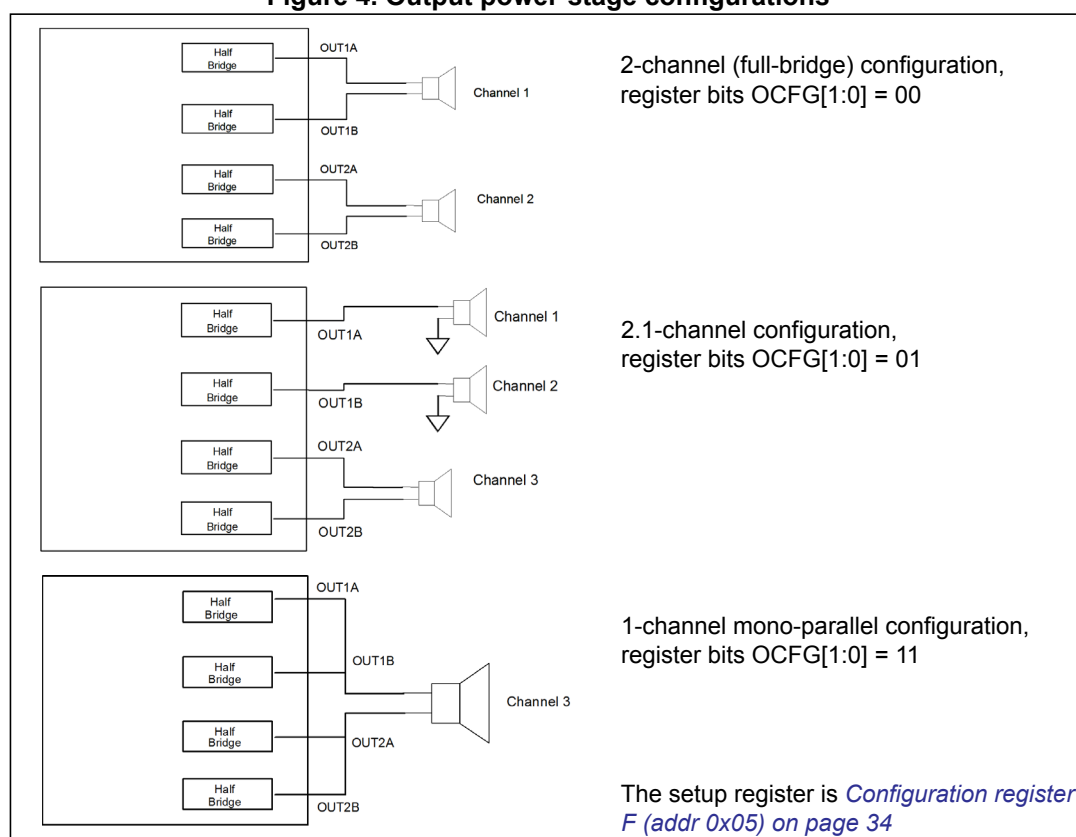 Figure 4. Output power-stage configurations
Half
Bridge
OUT1A
Channel 1
Half
Bridge
OUT1B
Half
Bridge
OUT2A
Channel 2
Half
Bridge
OUT2B
2-channel (full-bridge) configuration,
register bits OCFG[1:0] = 00
Half
Bridge
OUT1A
Channel 1
Half
Bridge
OUT1B
Channel 2
Half
Bridge
OUT2A
Channel 3
Half
Bridge
OUT2B
2.1-channel configuration,
register bits OCFG[1:0] = 01
Half
Bridge
OUT1A
Half
Bridge
OUT1B
Channel 3
Half
Bridge
OUT2A
Half
Bridge
OUT2B
1-channel mono-parallel configuration,
register bits OCFG[1:0] = 11
The setup register is Configuration register
F (addr 0x05) on page 34